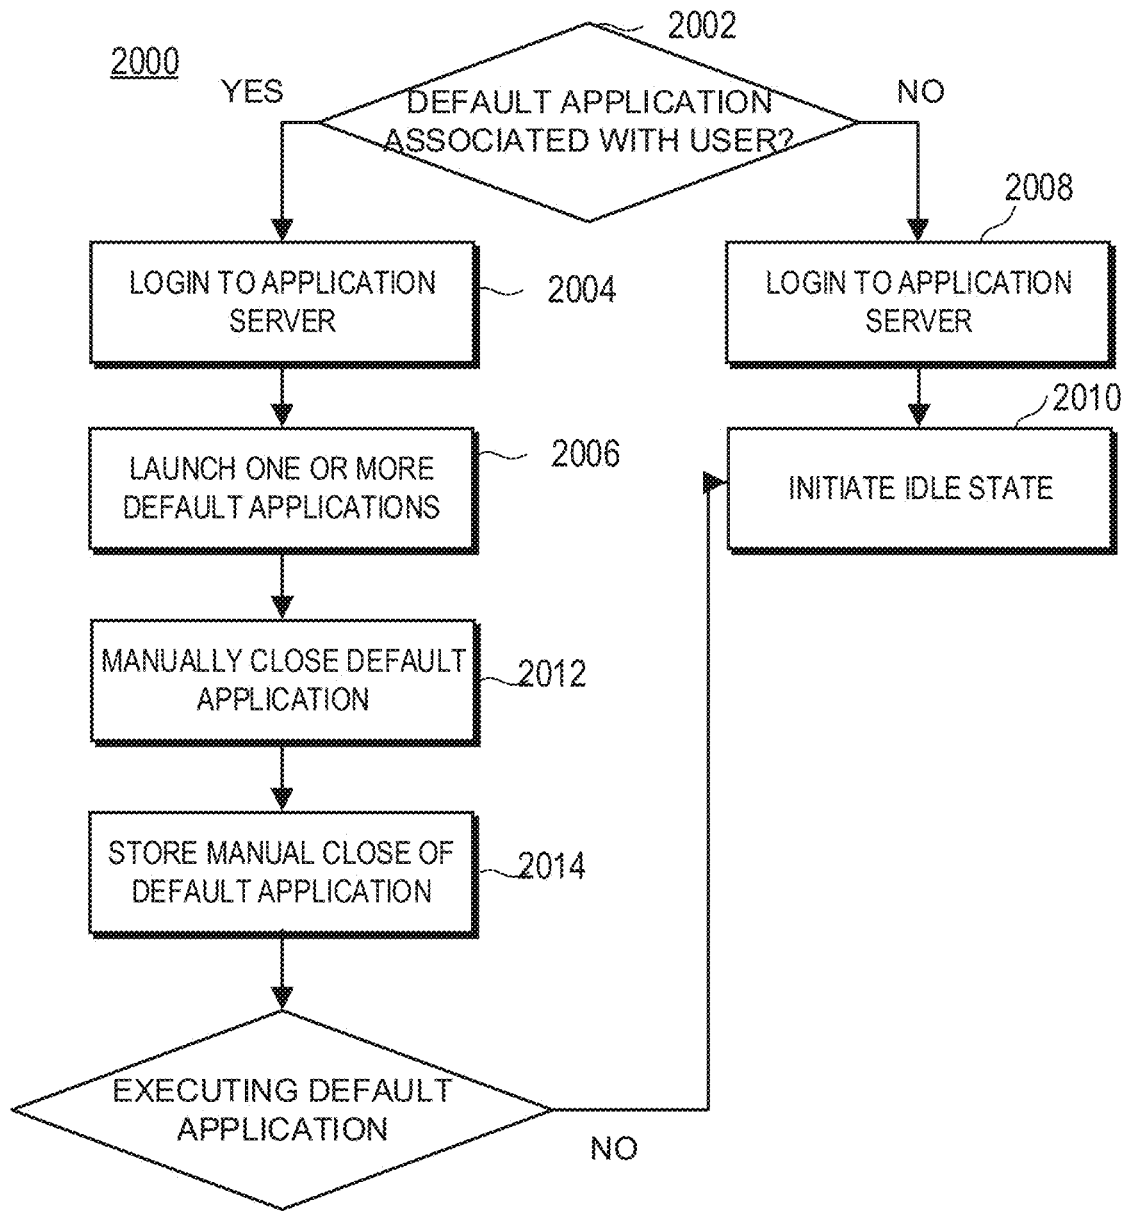 2000
2002
YES
NO
DEFAULT APPLICATION
ASSOCIATED WITH USER?
2008
LOGIN TO APPLICATION
SERVER
2004
LOGIN TO APPLICATION
SERVER
2010
LAUNCH ONE OR MORE
DEFAULT APPLICATIONS
2006
INITIATE IDLE STATE
MANUALLY CLOSE DEFAULT
APPLICATION
2012
STORE MANUAL CLOSE OF
DEFAULT APPLICATION
2014
EXECUTING DEFAULT
APPLICATION
NO